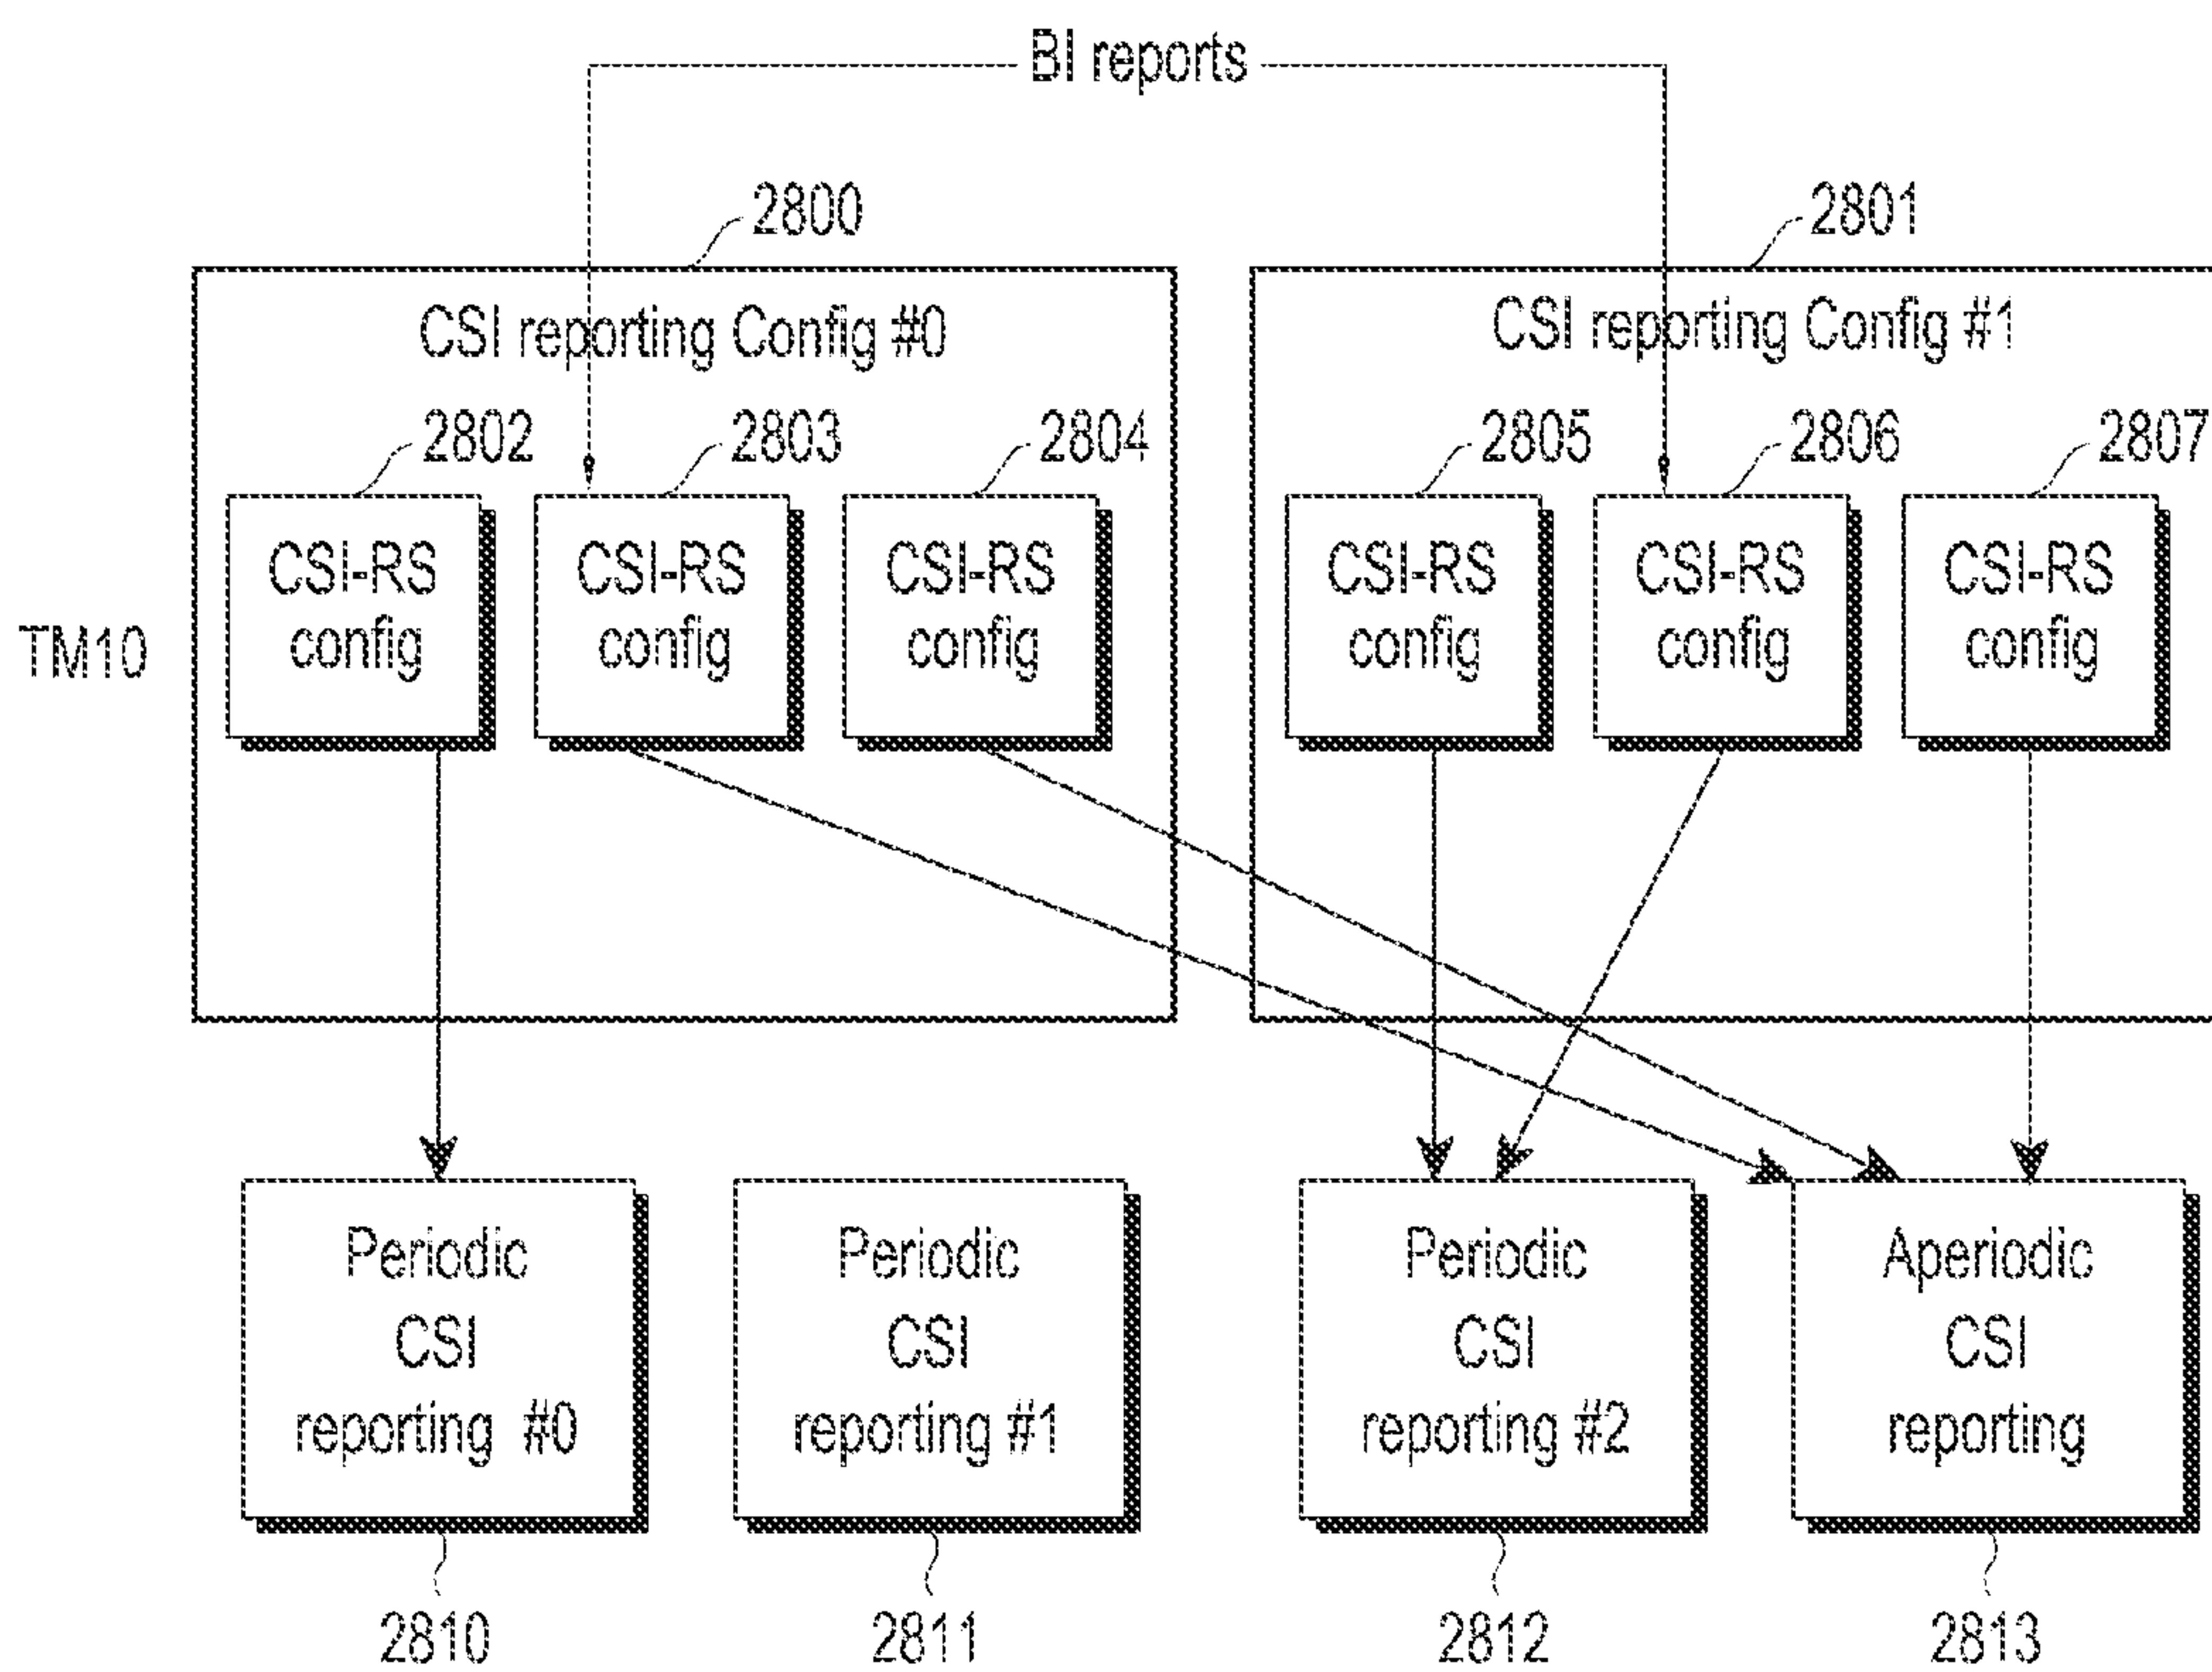 BI reports
2800
2801
CSI reporting Config #0
CSI reporting Config #1
2802
2803
2804
2805
2806
2807
CSI-RS
config
CSI-RS
config
CSI-RS
config
CSI-RS
config
CSI-RS
config
CSI-RS
config
TM10
Periodic
CSI
reporting #0
Periodic
CSI
reporting #1
Periodic
CSI
reporting #2
Aperiodic
CSI
reporting
2810
2811
2812
2813